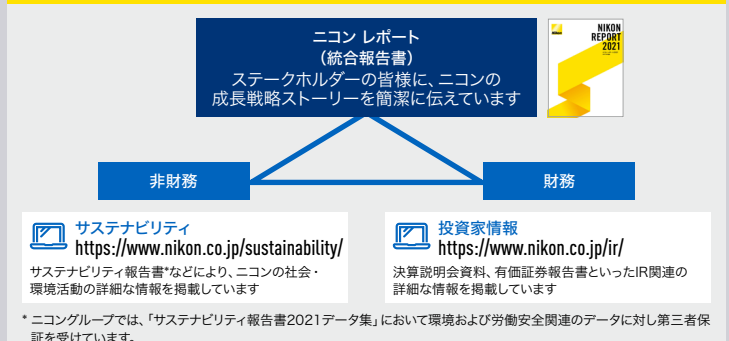 ニコン レポート
（統合報告書）
ステークホルダーの皆様に、ニコンの
成長戦略ストーリーを簡潔に伝えています
Nikon
NIKON
REPORT
2021
非財務
財務
サステナビリティ
https://www.nikon.co.jp/sustainability/
サステナビリティ報告書*などにより、ニコンの社会・
環境活動の詳細な情報を掲載しています
投資家情報
https://www.nikon.co.jp/ir/
決算説明会資料、有価証券報告書といったIR関連の
詳細な情報を掲載しています
* ニコングループでは、「サステナビリティ報告書2021データ集」において環境および労働安全関連のデータに対し第三者保
証を受けています。